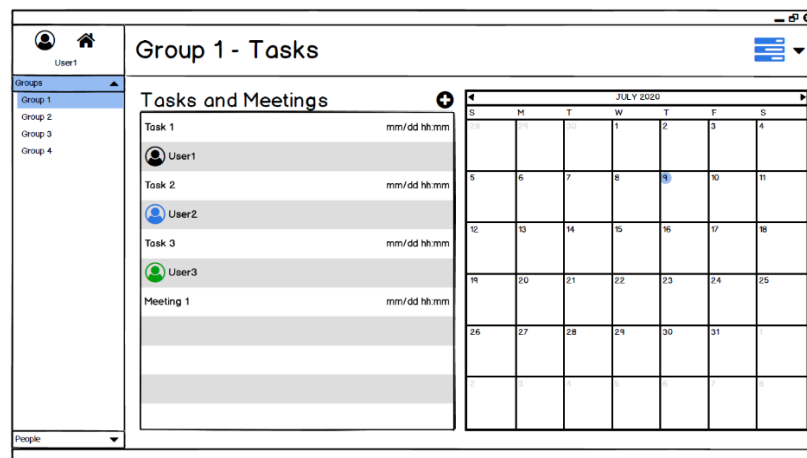 User1
Group 1 - Tasks
Groups
Group 1
Group 2
Group 3
Group 4
People
Tasks and Meetings
Task 1 mm/dd hh:mm
User1
Task 2 mm/dd hh:mm
User2
Task 3 mm/dd hh:mm
User3
Meeting 1 mm/dd hh:mm
JULY 2020
S M T W T F S
28 29 30 1 2 3 4
5 6 7 8 9 10 11
12 13 14 15 16 17 18
19 20 21 22 23 24 25
26 27 28 29 30 31 1
2 3 4 5 6 7 8